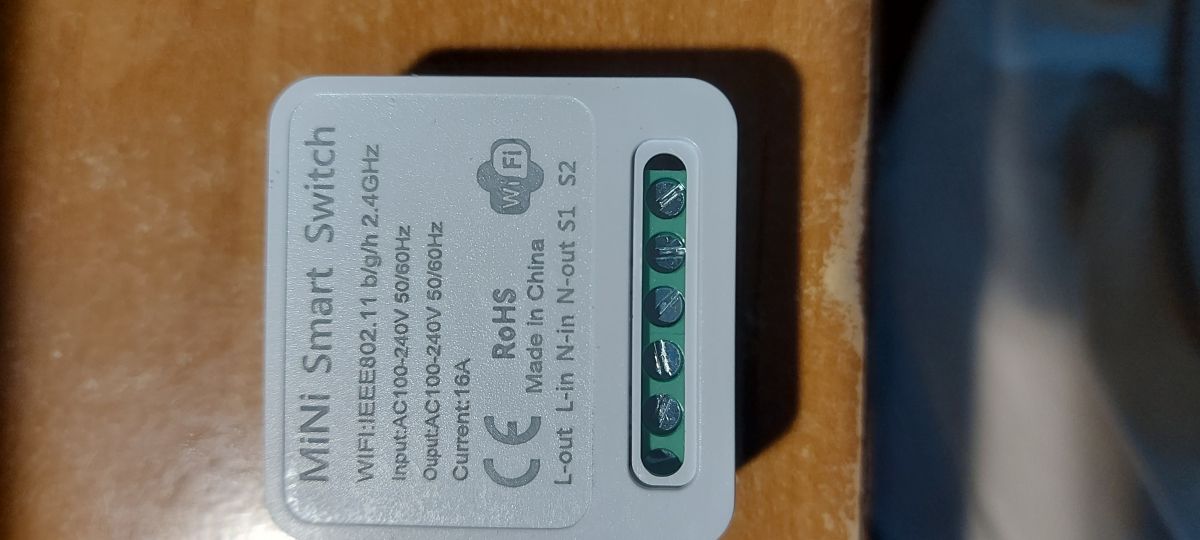 MiNi Smart Switch
WIFI:IEEE802.11 b/g/h 2.4GHz
Input:AC100-240V 50/60Hz
Ouput:AC100-240V 50/60Hz
Current:16A
CE RoHS Wi Fi
Made in China
L-out L-in N-in N-out S1 S2